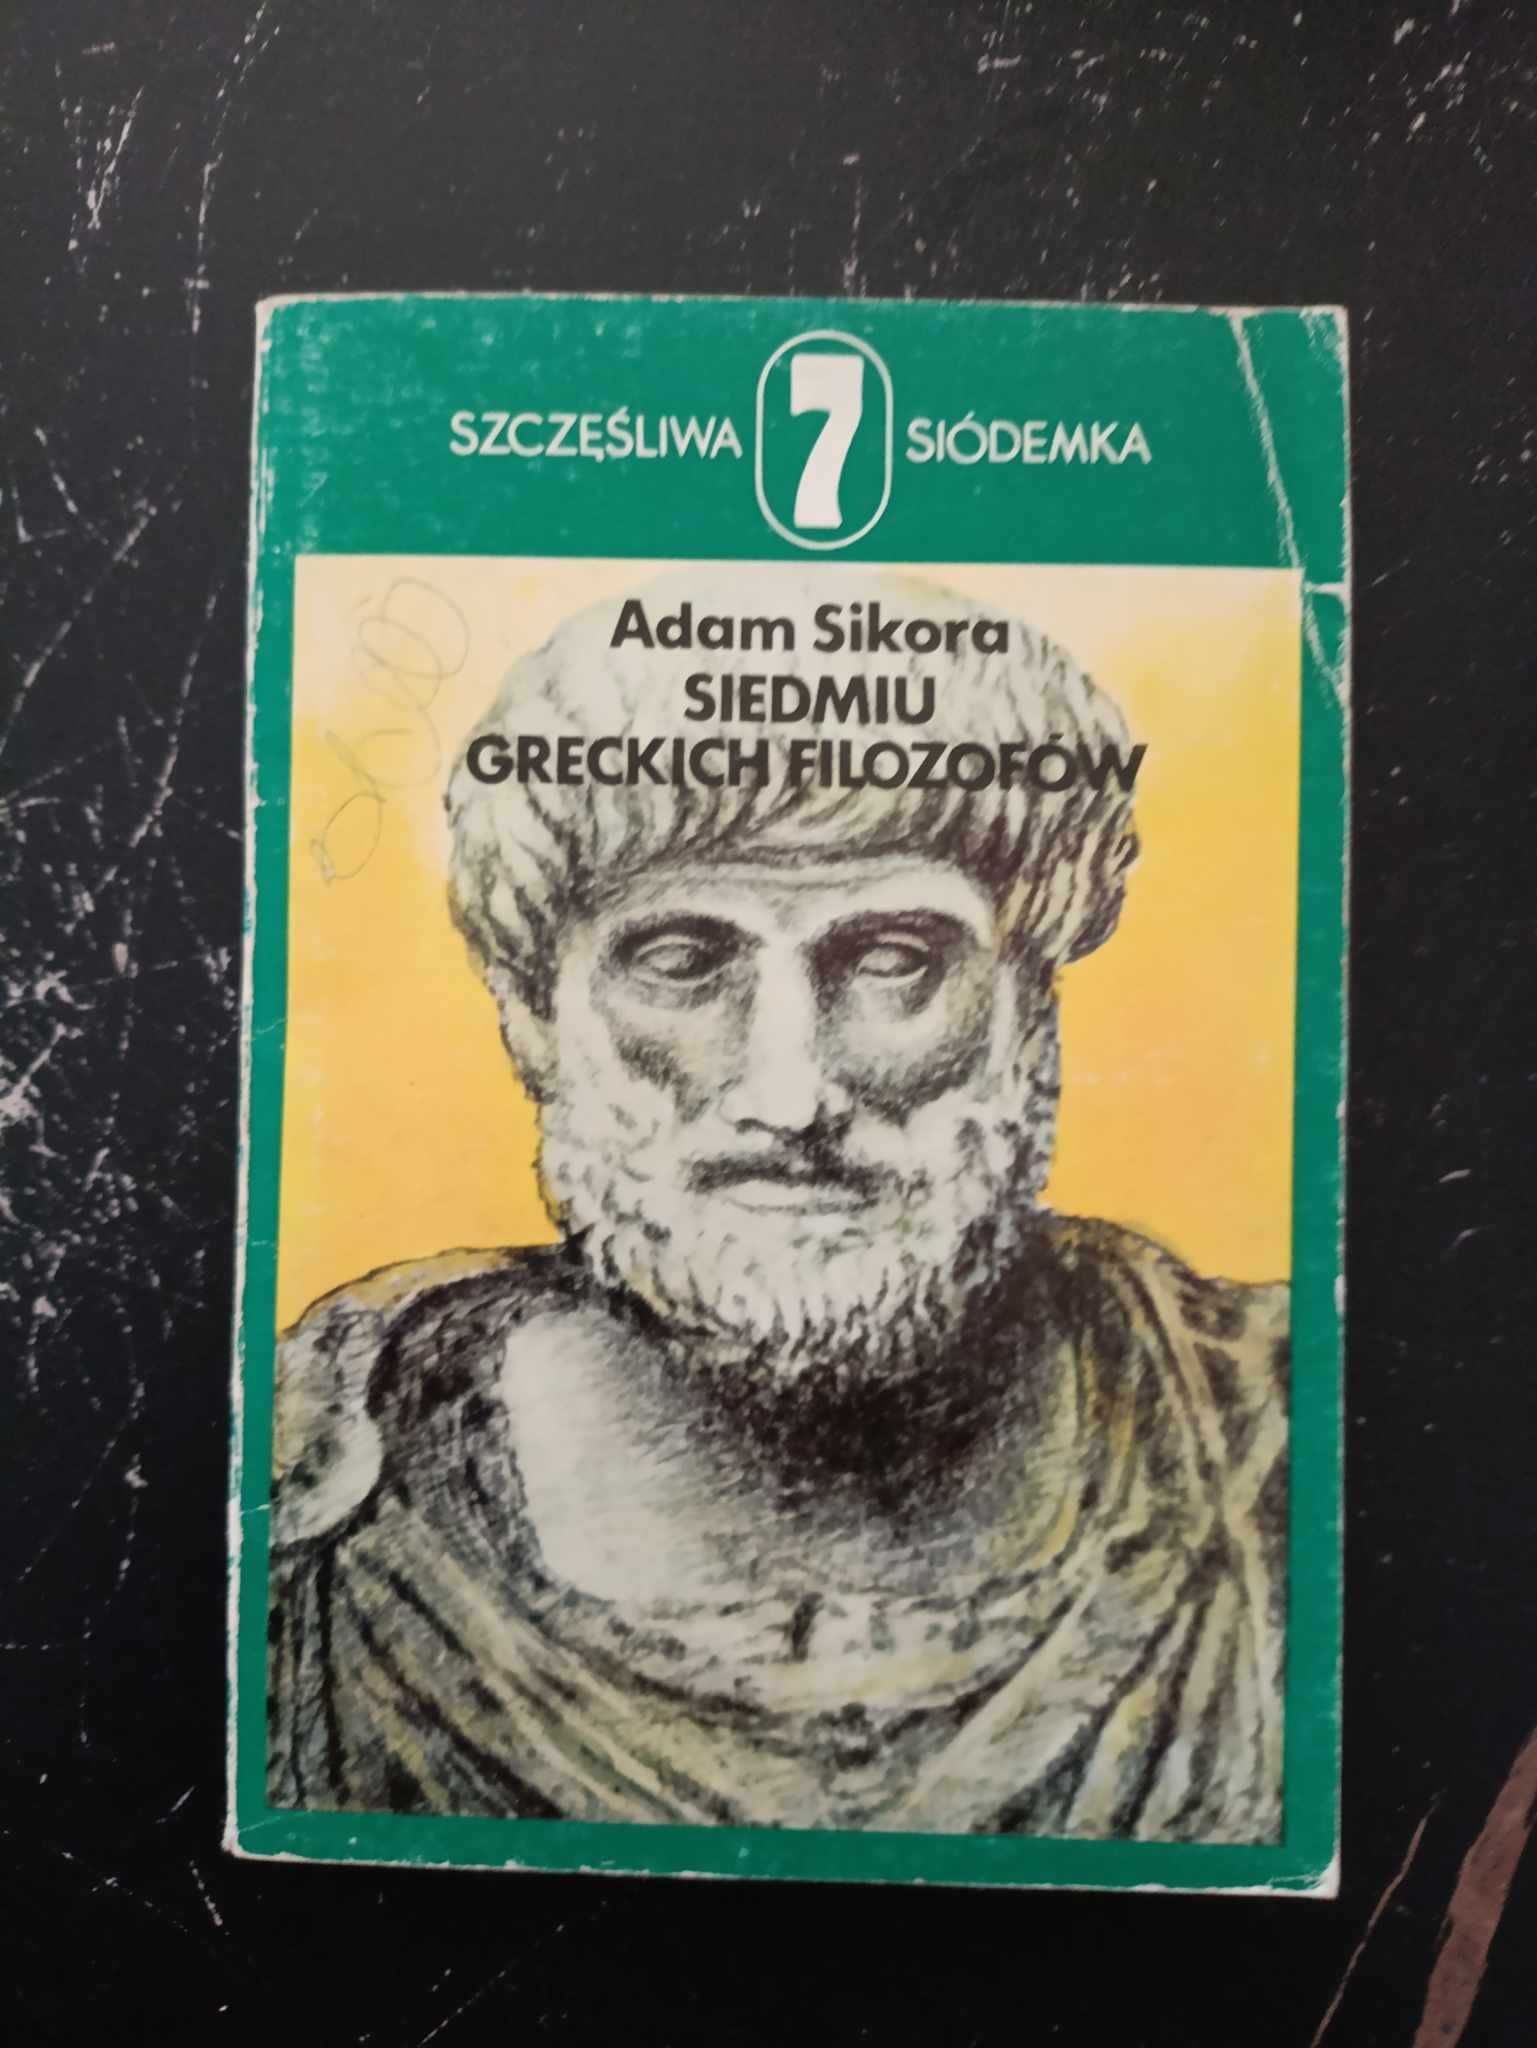 SZCZĘŚLIWA 7 SIÓDEMKA
Adam Sikora
SIEDMIU
GRECKICH FILOZOFÓW